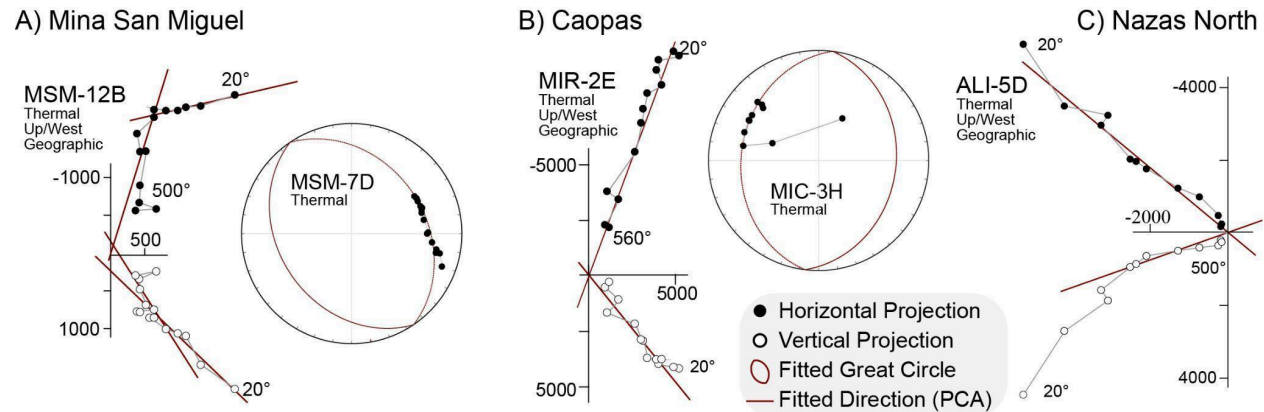 A) Mina San Miguel
MSM-12B
Thermal
Up/West
Geographic
20°
-1000
500°
500
1000
20°
MSM-7D
Thermal
B) Caopas
MIR-2E
Thermal
Up/West
Geographic
20°
-5000
560°
5000
5000
20°
MIC-3H
Thermal
C) Nazas North
ALI-5D
Thermal
Up/West
Geographic
20°
-4000
-2000
500°
4000
20°
Horizontal Projection
Vertical Projection
Fitted Great Circle
Fitted Direction (PCA)